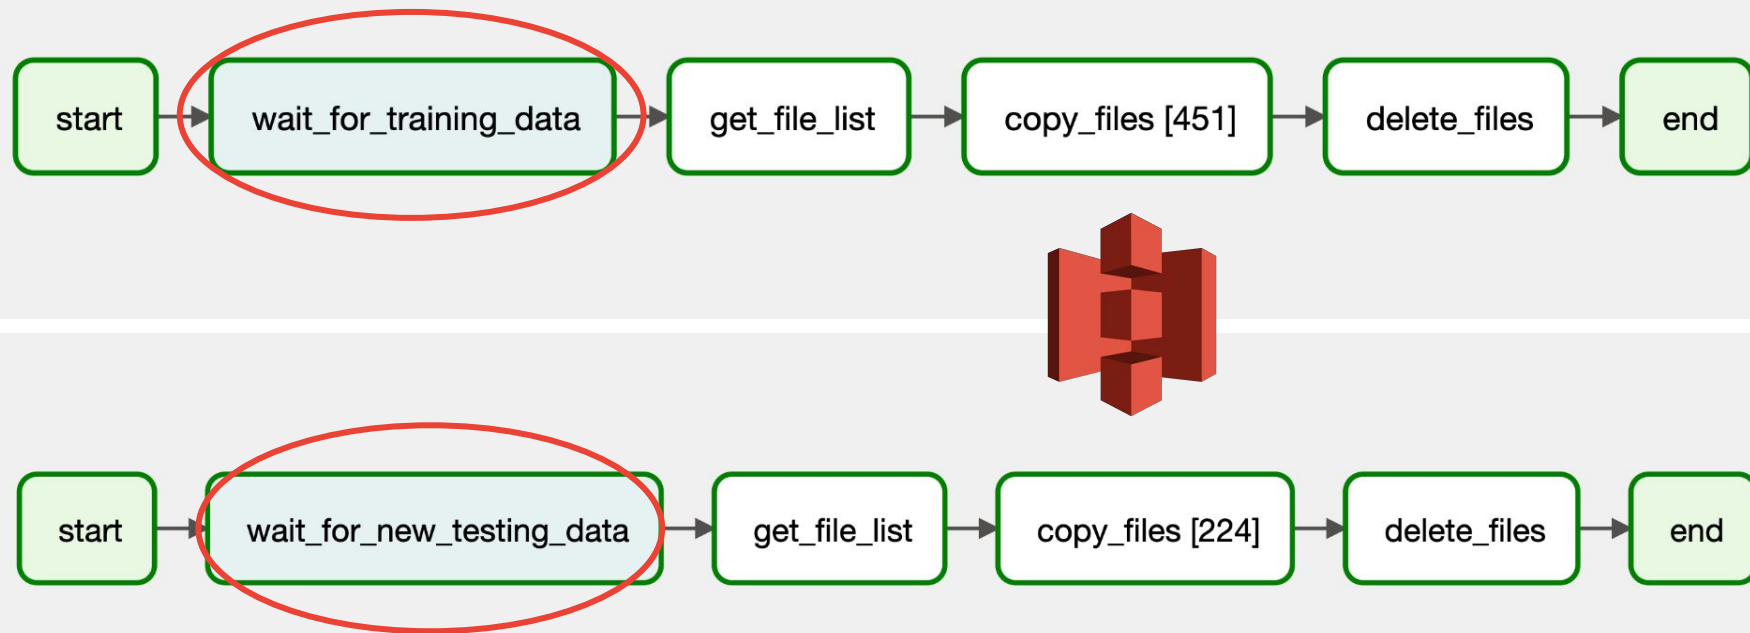 start
wait_for_training_data
get_file_list
copy_files [451]
delete_files
end
start
wait_for_new_testing_data
get_file_list
copy_files [224]
delete_files
end